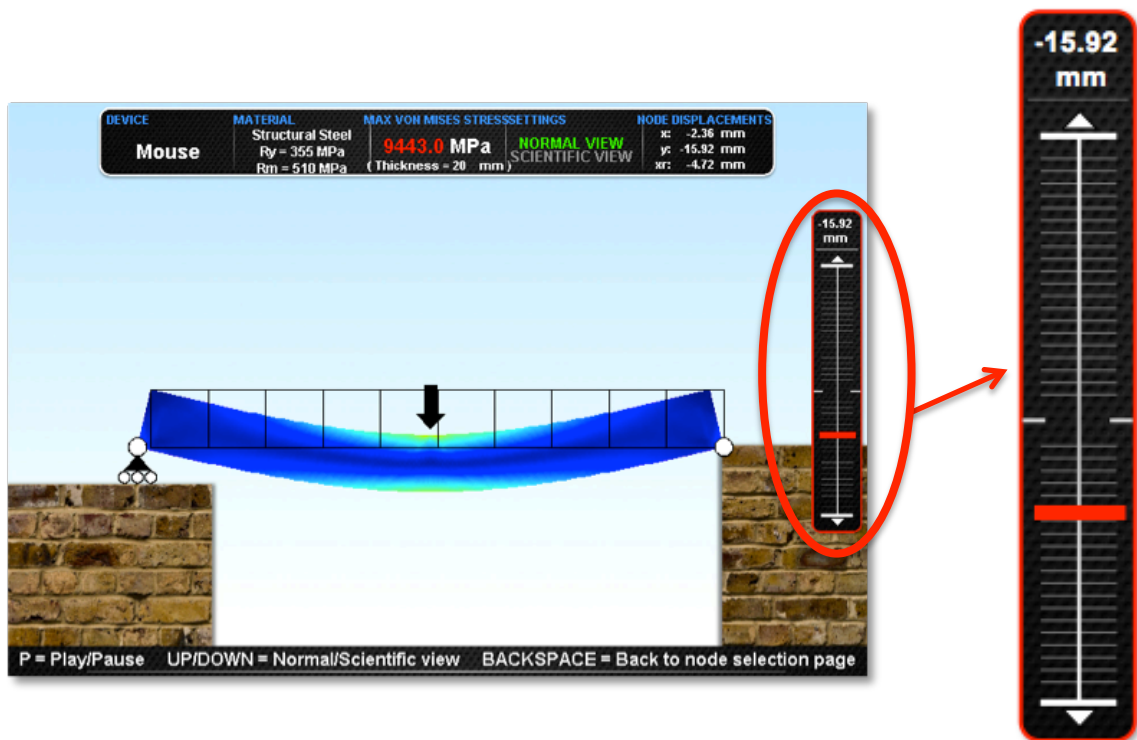 DEVICE
Mouse
MATERIAL
Structural Steel
Ry = 355 MPa
Rm = 510 MPa
MAX VON MISES STRESS
9443.0 MPa
( Thickness = 20 mm )
SETTINGS
NORMAL VIEW
SCIENTIFIC VIEW
NODE DISPLACEMENTS
x: -2.36 mm
y: -15.92 mm
xr: -4.72 mm
-15.92
mm
-15.92
mm
P = Play/Pause UP/DOWN = Normal/Scientific view BACKSPACE = Back to node selection page